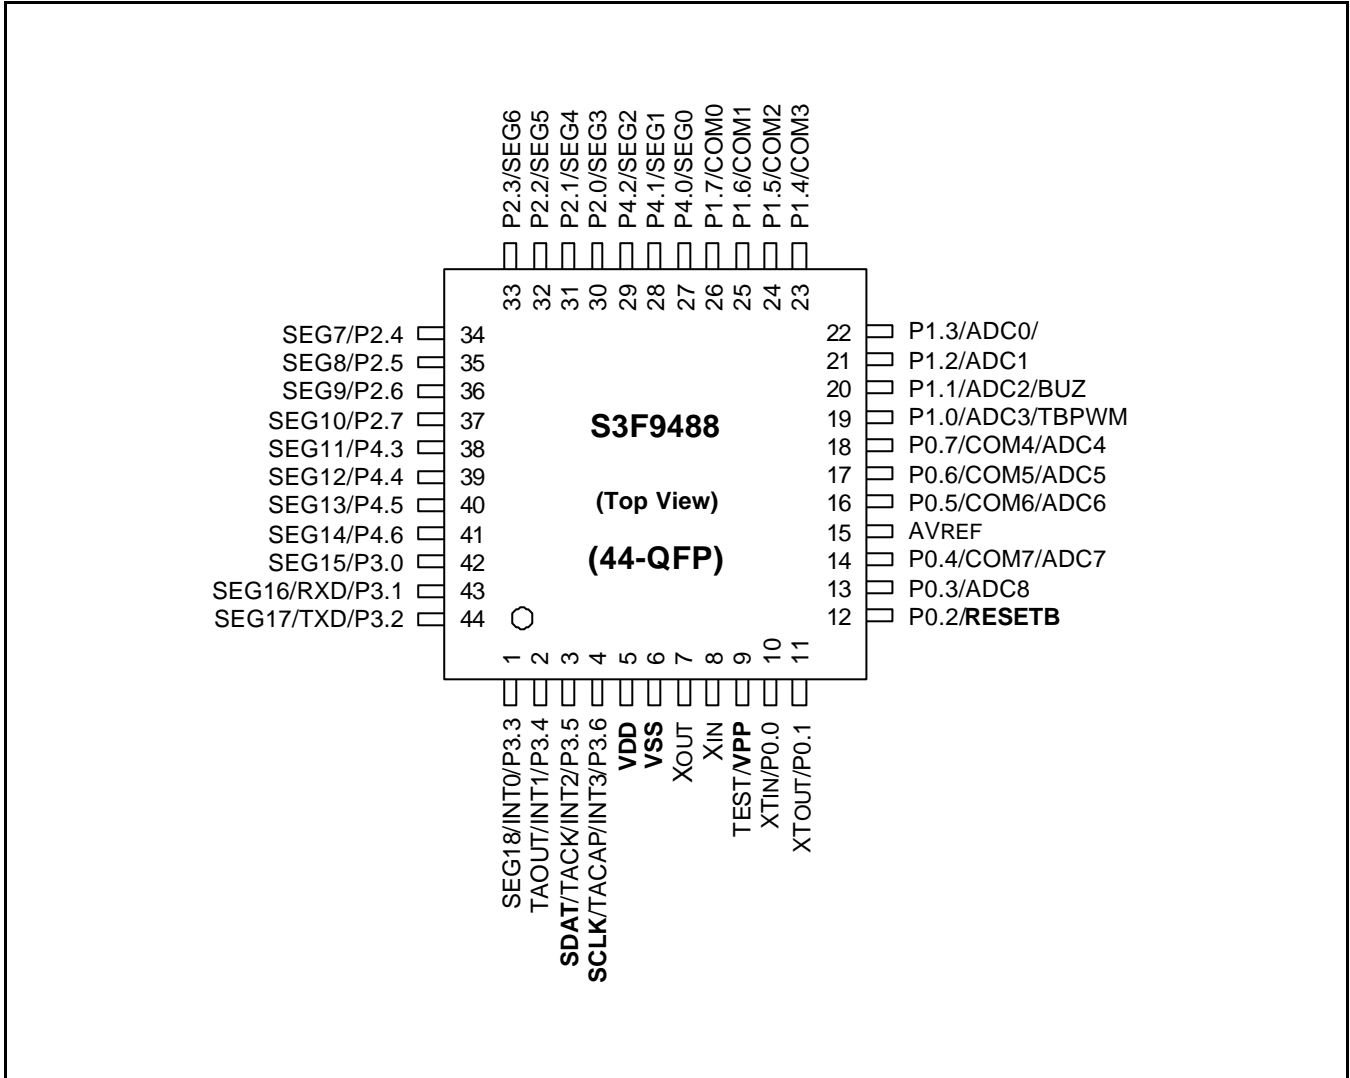 P2.3/SEG6
P2.2/SEG5
P2.1/SEG4
P2.0/SEG3
P4.2/SEG2
P4.1/SEG1
P4.0/SEG0
P1.7/COM0
P1.6/COM1
P1.5/COM2
P1.4/COM3
33
32
31
30
29
28
27
26
25
24
23
SEG7/P2.4 34
SEG8/P2.5 35
SEG9/P2.6 36
SEG10/P2.7 37
SEG11/P4.3 38
SEG12/P4.4 39
SEG13/P4.5 40
SEG14/P4.6 41
SEG15/P3.0 42
SEG16/RXD/P3.1 43
SEG17/TXD/P3.2 44
S3F9488
(Top View)
(44-QFP)
22 P1.3/ADC0/
21 P1.2/ADC1
20 P1.1/ADC2/BUZ
19 P1.0/ADC3/TBPWM
18 P0.7/COM4/ADC4
17 P0.6/COM5/ADC5
16 P0.5/COM6/ADC6
15 AVREF
14 P0.4/COM7/ADC7
13 P0.3/ADC8
12 P0.2/RESETB
1
2
3
4
5
6
7
8
9
10
11
SEG18/INT0/P3.3
TAOUT/INT1/P3.4
SDAT/TACK/INT2/P3.5
SCLK/TACAP/INT3/P3.6
VDD
VSS
XOUT
XIN
TEST/VPP
XTIN/P0.0
XTOUT/P0.1